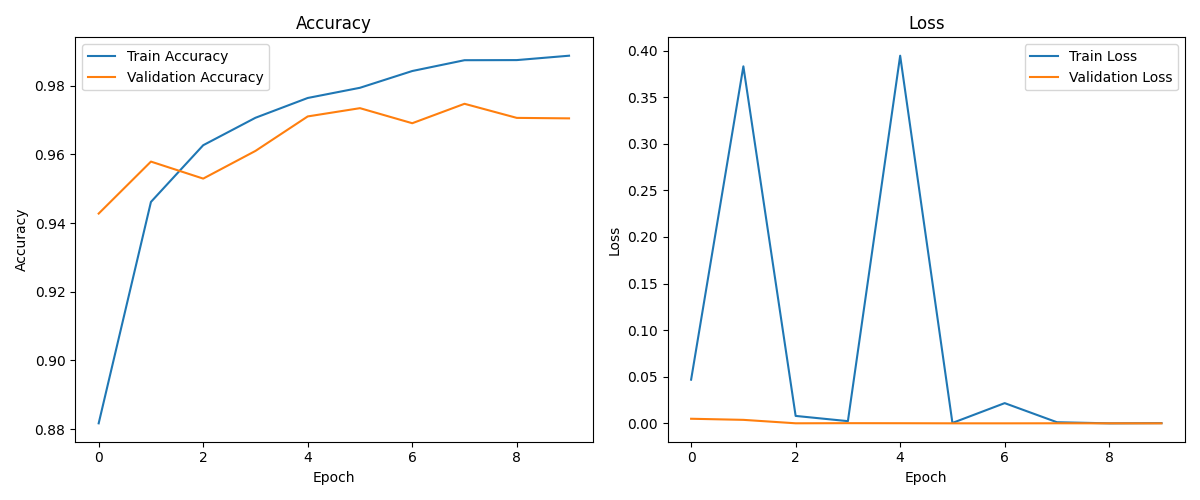 Accuracy
Train Accuracy
Validation Accuracy
0.98
0.96
0.94
0.92
0.90
0.88
Accuracy
0 2 4 6 8
Epoch
Loss
Train Loss
Validation Loss
0.40
0.35
0.30
0.25
0.20
0.15
0.10
0.05
0.00
Loss
0 2 4 6 8
Epoch